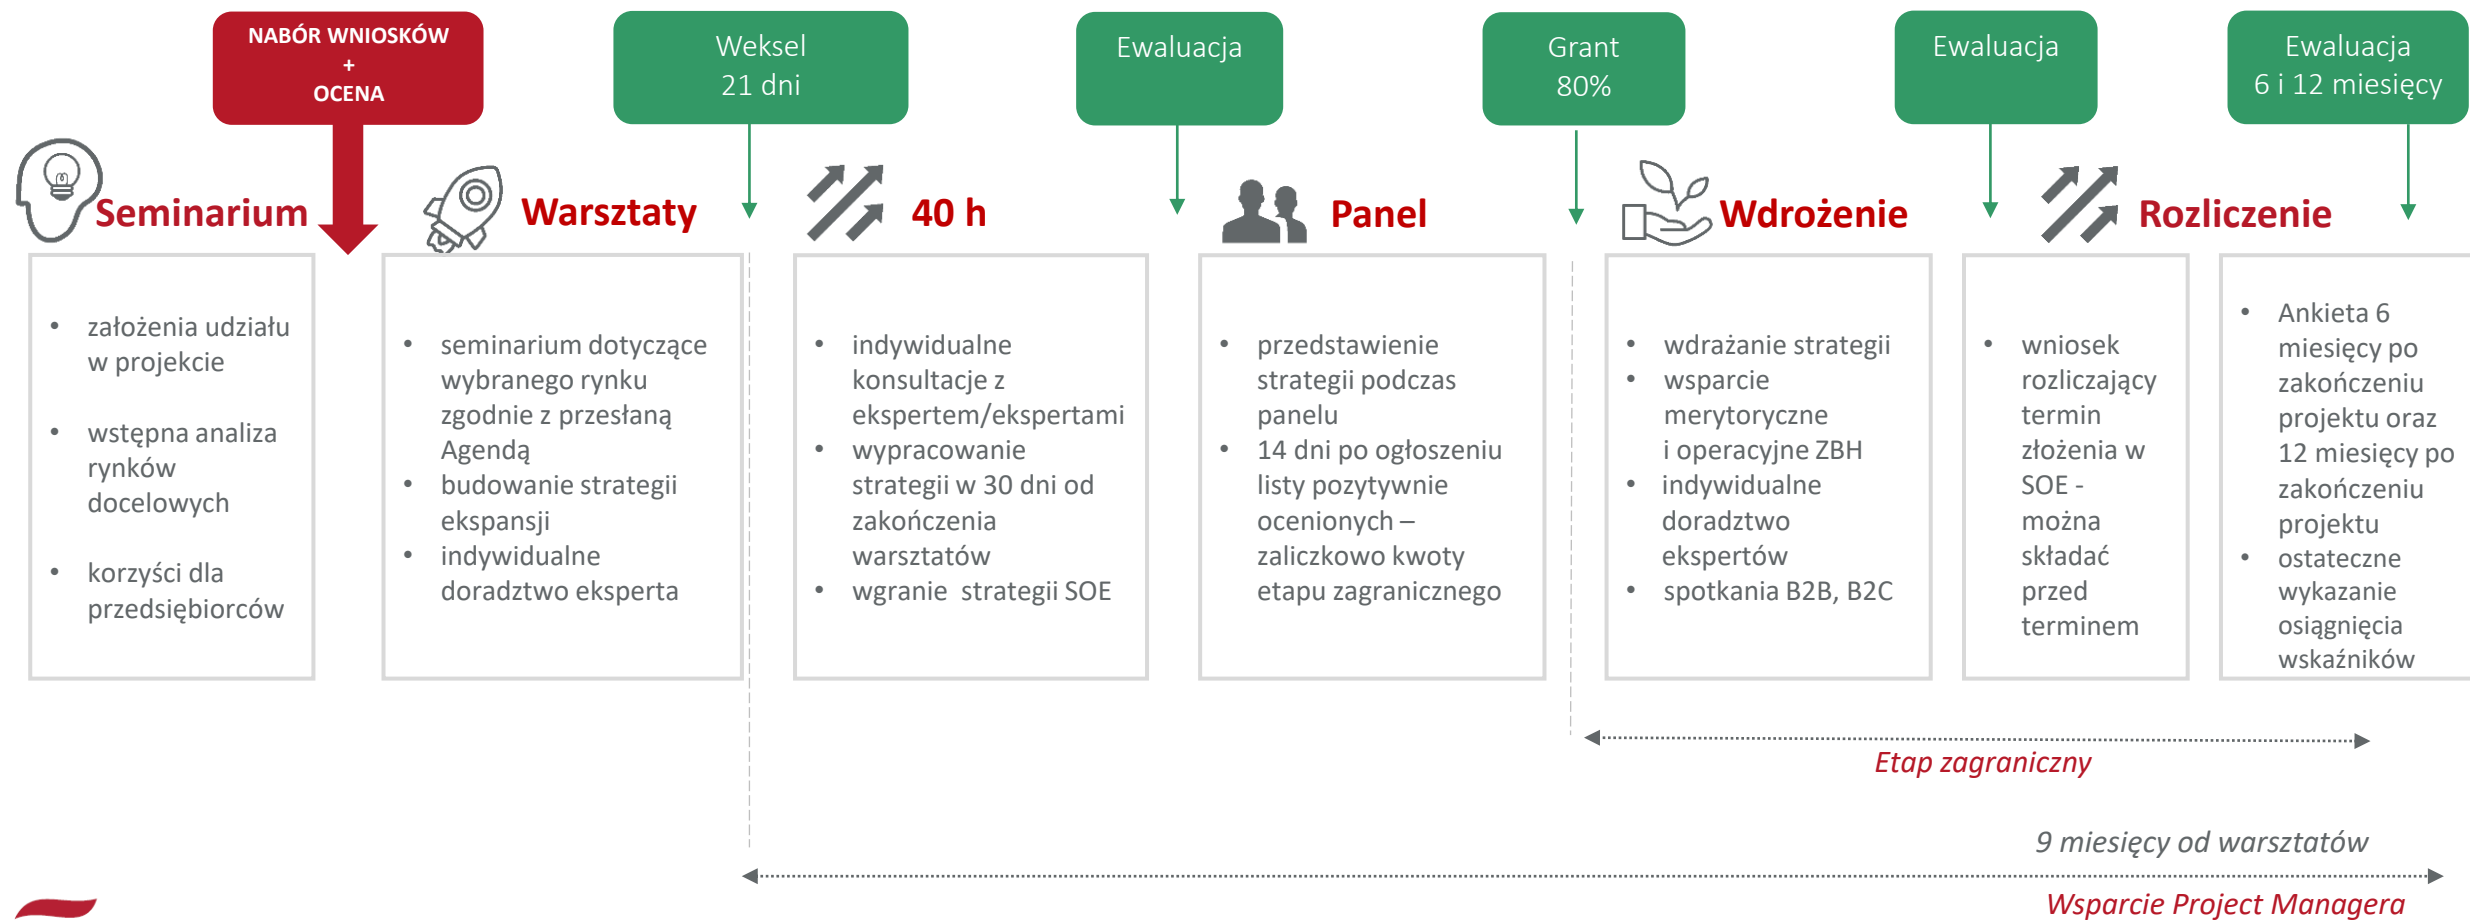 NABÓR WNIOSKÓW
+
OCENA
Weksel
21 dni
Ewaluacja
Grant
80%
Ewaluacja
Ewaluacja
6 i 12 miesięcy
Seminarium
Warsztaty
40 h
Panel
Wdrożenie
Rozliczenie
• założenia udziału
w projekcie
• wstępna analiza
rynków
docelowych
• korzyści dla
przedsiębiorców
• seminarium dotyczące
wybranego rynku
zgodnie z przesłaną
Agendą
• budowanie strategii
ekspansji
• indywidualne
doradztwo eksperta
• indywidualne
konsultacje z
ekspertem/ekspertami
• wypracowanie
strategii w 30 dni od
zakończenia
warsztatów
• wgranie strategii SOE
• przedstawienie
strategii podczas
panelu
• 14 dni po ogłoszeniu
listy pozytywnie
ocenionych –
zaliczkowo kwoty
etapu zagranicznego
• wdrażanie strategii
• wsparcie
merytoryczne
i operacyjne ZBH
• indywidualne
doradztwo
ekspertów
• spotkania B2B, B2C
• wniosek
rozliczający
termin
złożenia w
SOE -
można
składać
przed
terminem
• Ankieta 6
miesięcy po
zakończeniu
projektu oraz
12 miesięcy po
zakończeniu
projektu
• ostateczne
wykazanie
osiągnięcia
wskaźników
Etap zagraniczny
9 miesięcy od warsztatów
Wsparcie Project Managera